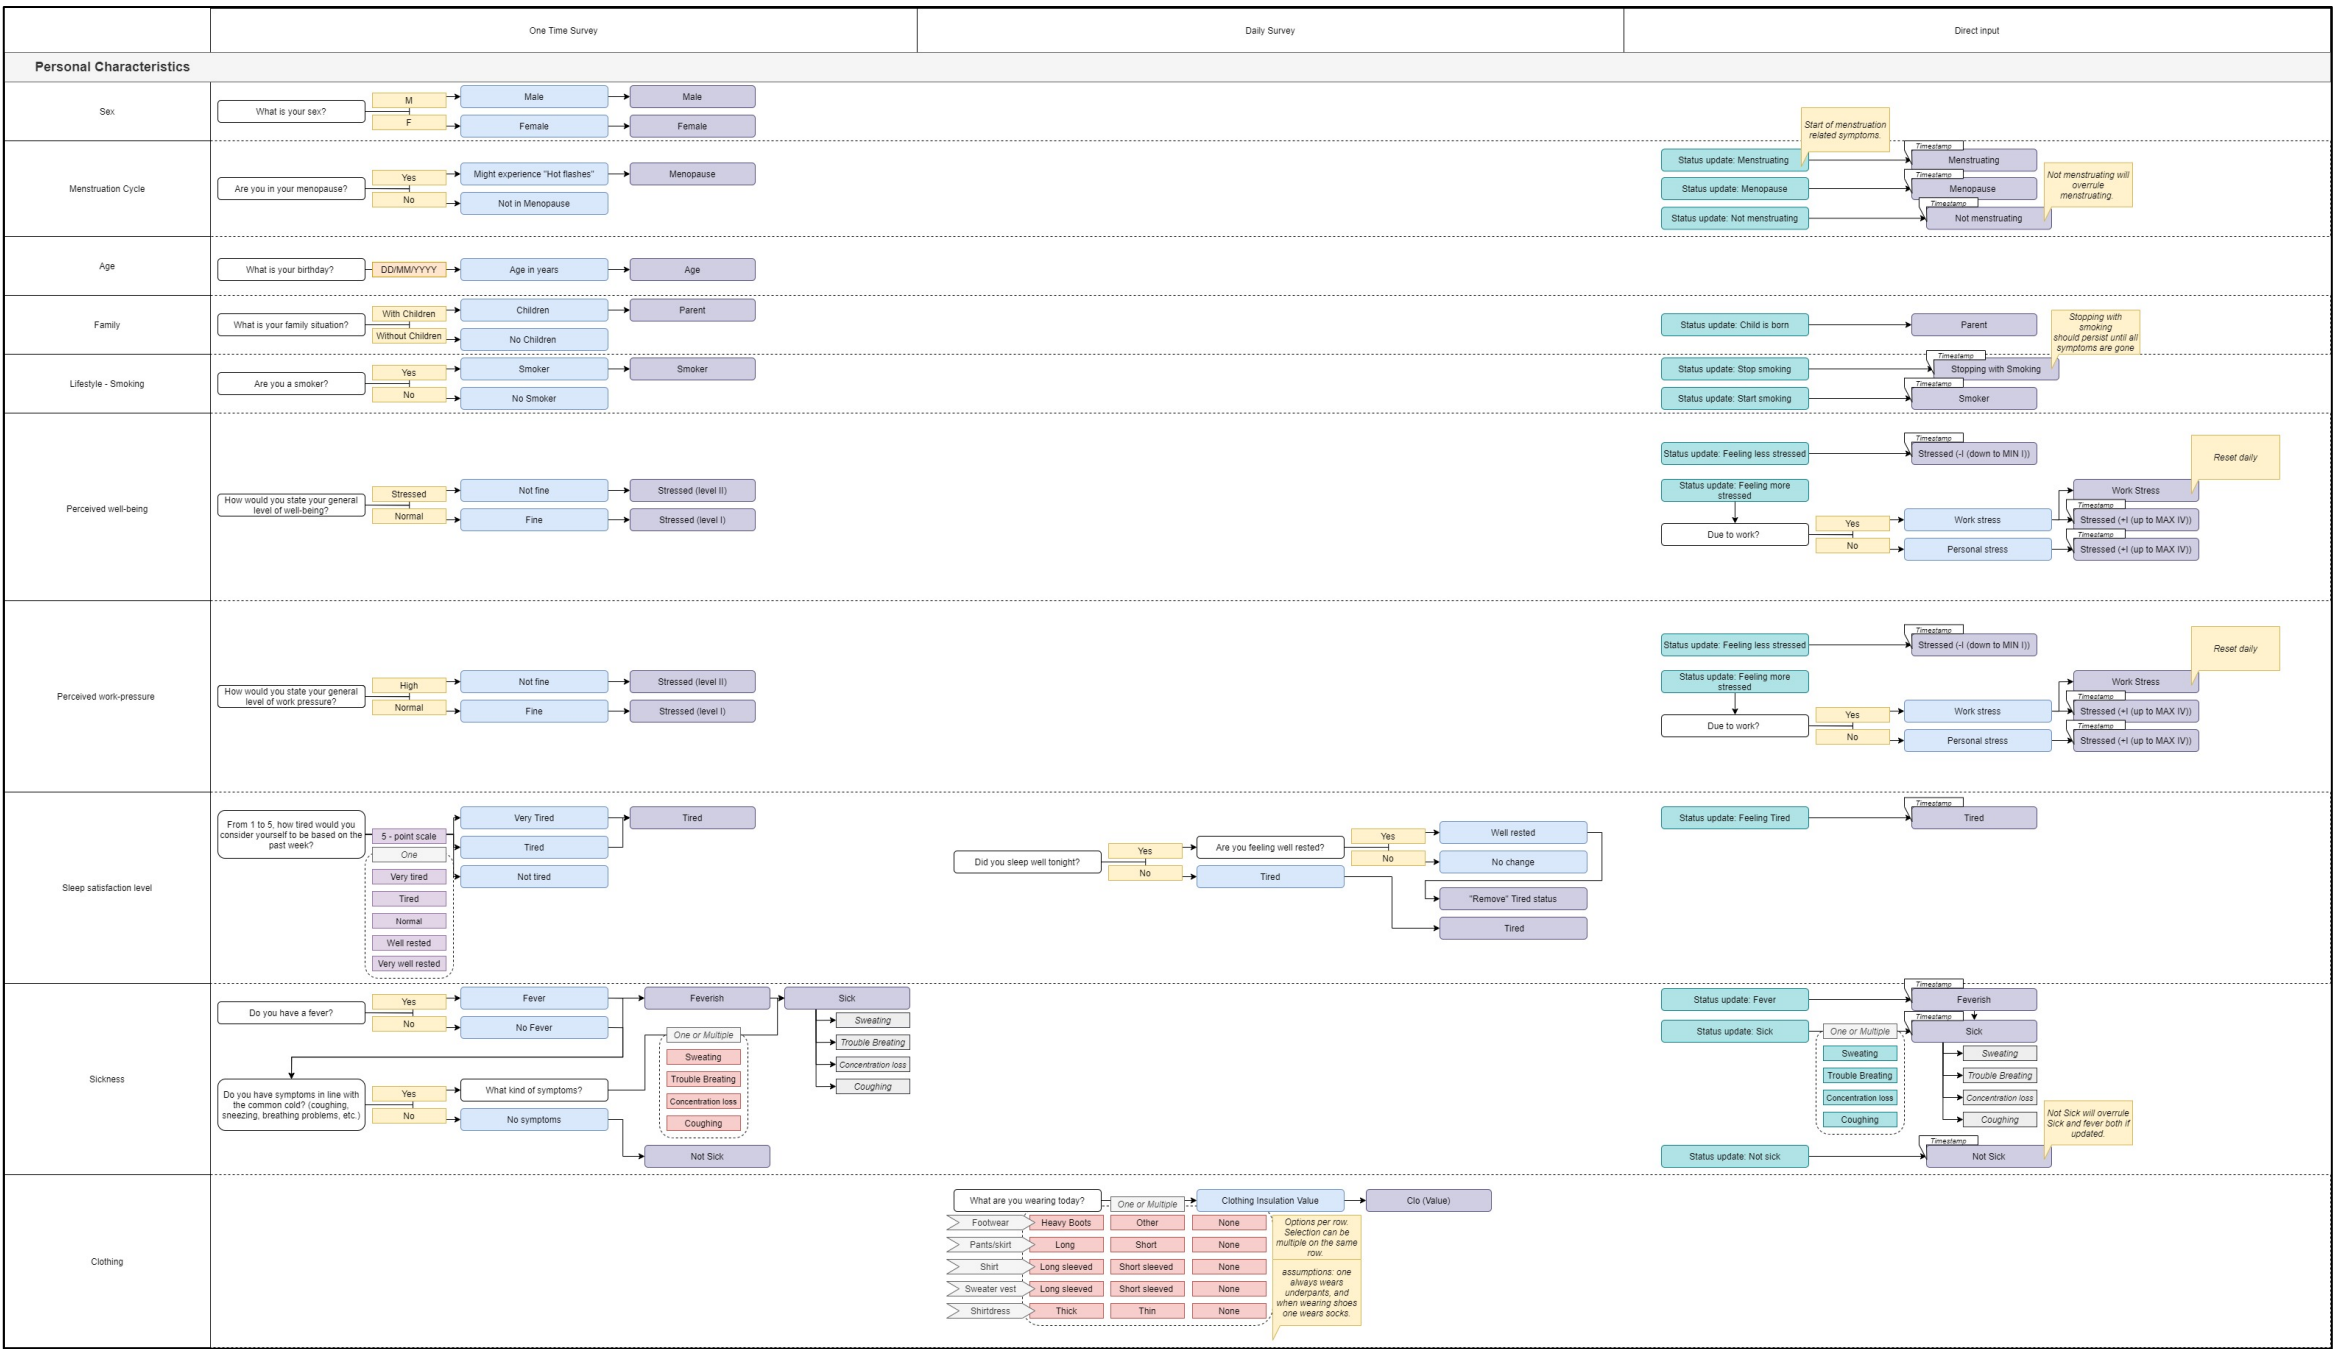 One Time Survey
Daily Survey
Direct input
Personal Characteristics
Sex
What is your sex?
M
F
Male
Male
Female
Female
Start of menstruation
related symptoms.
Menstruation Cycle
Are you in your menopause?
Yes
No
Might experience "Hot flashes"
Menopause
Not in Menopause
Status update: Menstruating
Timestamp
Menstruating
Status update: Menopause
Timestamp
Menopause
Status update: Not menstruating
Timestamp
Not menstruating
Not menstruating will
overrule
menstruating.
Age
What is your birthday?
DD/MM/YYYY
Age in years
Age
Family
What is your family situation?
With Children
Without Children
Children
Parent
No Children
Status update: Child is born
Parent
Stopping with
smoking
should persist until all
symptoms are gone
Lifestyle - Smoking
Are you a smoker?
Yes
No
Smoker
Smoker
No Smoker
Status update: Stop smoking
Timestamp
Stopping with Smoking
Status update: Start smoking
Timestamp
Smoker
Perceived well-being
How would you state your general
level of well-being?
Stressed
Normal
Not fine
Stressed (level II)
Fine
Stressed (level I)
Status update: Feeling less stressed
Timestamp
Stressed (-I (down to MIN I))
Reset daily
Status update: Feeling more
stressed
Due to work?
Yes
No
Work stress
Personal stress
Work Stress
Timestamp
Stressed (+I (up to MAX IV))
Timestamp
Stressed (+I (up to MAX IV))
Perceived work-pressure
How would you state your general
level of work pressure?
High
Normal
Not fine
Stressed (level II)
Fine
Stressed (level I)
Status update: Feeling less stressed
Timestamp
Stressed (-I (down to MIN I))
Reset daily
Status update: Feeling more
stressed
Due to work?
Yes
No
Work stress
Personal stress
Work Stress
Timestamp
Stressed (+I (up to MAX IV))
Timestamp
Stressed (+I (up to MAX IV))
Sleep satisfaction level
From 1 to 5, how tired would you
consider yourself to be based on the
past week?
5 - point scale
One
Very tired
Tired
Normal
Well rested
Very well rested
Very Tired
Tired
Tired
Not tired
Did you sleep well tonight?
Yes
No
Are you feeling well rested?
Tired
Yes
No
Well rested
No change
"Remove" Tired status
Tired
Status update: Feeling Tired
Timestamp
Tired
Sickness
Do you have a fever?
Yes
No
Fever
No Fever
Feverish
Sick
Sweating
Trouble Breating
Concentration loss
Coughing
Do you have symptoms in line with
the common cold? (coughing,
sneezing, breathing problems, etc.)
Yes
No
What kind of symptoms?
No symptoms
One or Multiple
Sweating
Trouble Breating
Concentration loss
Coughing
Not Sick
Status update: Fever
Timestamp
Feverish
Status update: Sick
One or Multiple
Sweating
Trouble Breating
Concentration loss
Coughing
Timestamp
Sick
Sweating
Trouble Breating
Concentration loss
Coughing
Not Sick will overrule
Sick and fever both if
updated.
Status update: Not sick
Timestamp
Not Sick
Clothing
What are you wearing today?
One or Multiple
Clothing Insulation Value
Clo (Value)
Footwear
Heavy Boots
Other
None
Pants/skirt
Long
Short
None
Shirt
Long sleeved
Short sleeved
None
Sweater vest
Long sleeved
Short sleeved
None
Shirtdress
Thick
Thin
None
Options per row.
Selection can be
multiple on the same
row.
assumptions: one
always wears
underpants, and
when wearing shoes
one wears socks.